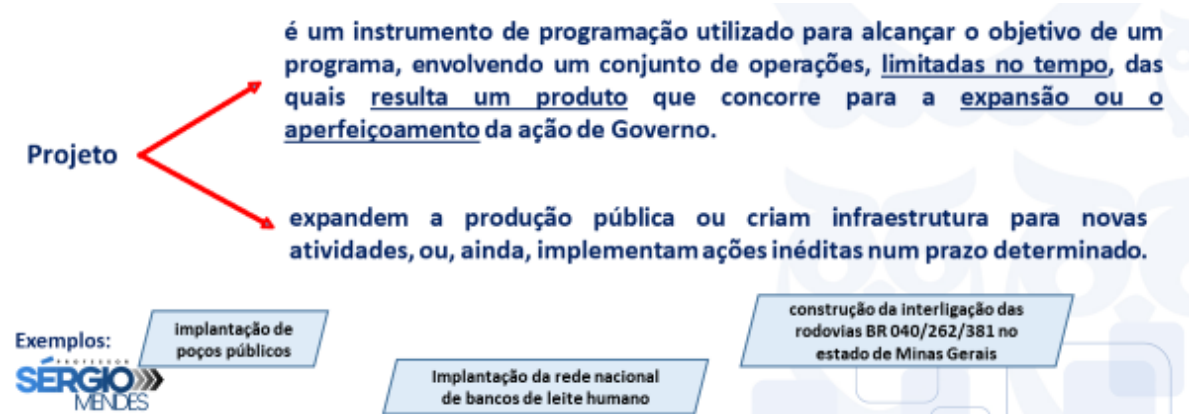 é um instrumento de programação utilizado para alcançar o objetivo de um
programa, envolvendo um conjunto de operações, limitadas no tempo, das
quais resulta um produto que concorre para a expansão ou o
aperfeiçoamento da ação de Governo.
Projeto
expandem a produção pública ou criam infraestrutura para novas
atividades, ou, ainda, implementam ações inéditas num prazo determinado.
Exemplos:
implantação de
poços públicos
Implantação da rede nacional
de bancos de leite humano
construção da interligação das
rodovias BR 040/262/381 no
estado de Minas Gerais
PROFESSOR
SÉRGIO
MENDES